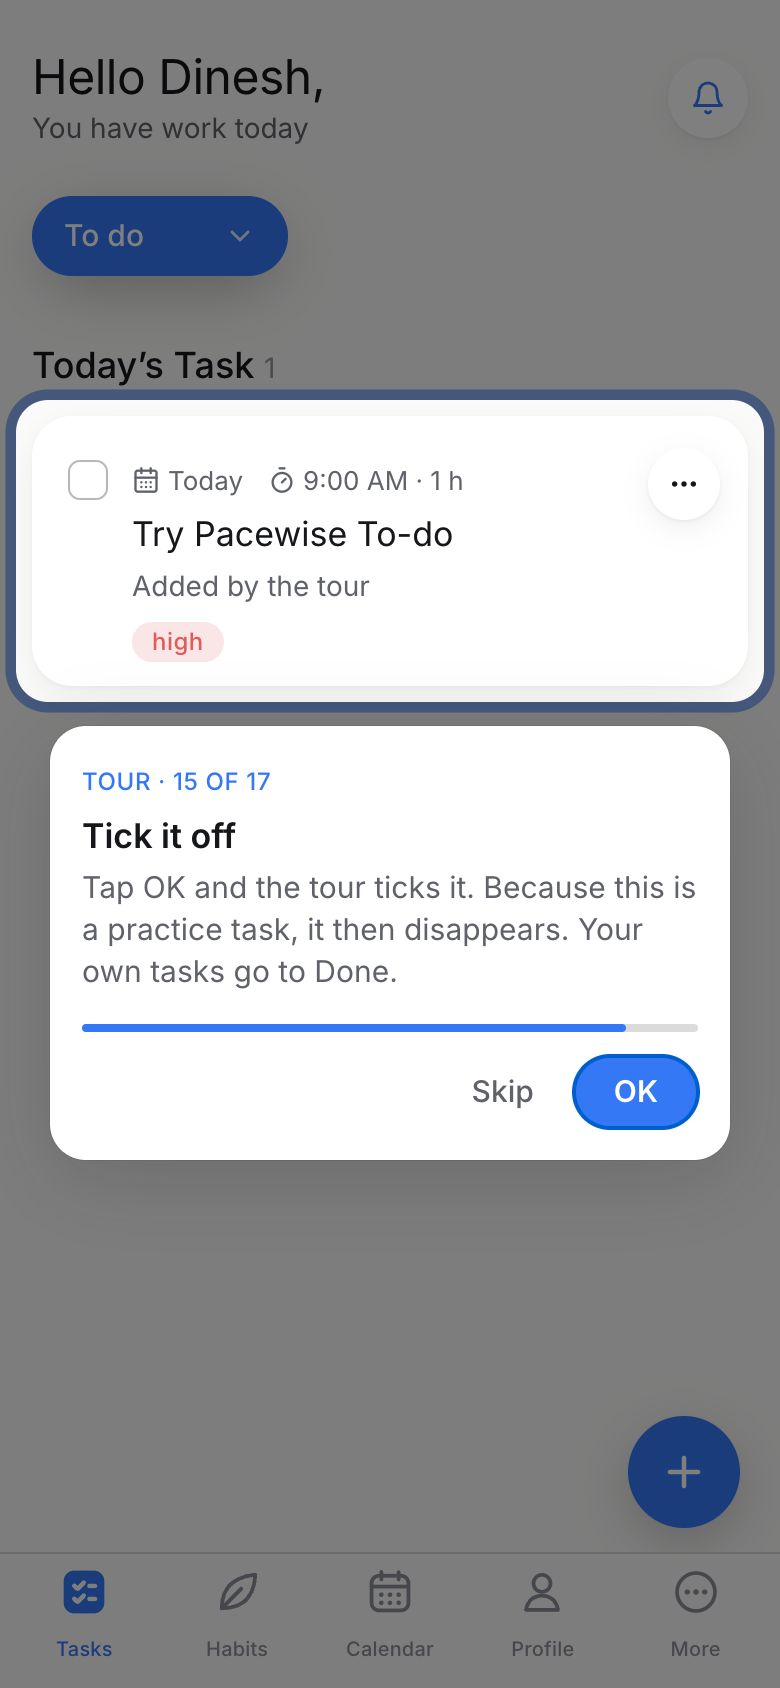 Hello Dinesh,
You have work today
To do
Today’s Task 1
Today 9:00 AM · 1 h
Try Pacewise To-do
Added by the tour
high
TOUR · 15 OF 17
Tick it off
Tap OK and the tour ticks it. Because this is
a practice task, it then disappears. Your
own tasks go to Done.
Skip OK
Tasks Habits Calendar Profile More